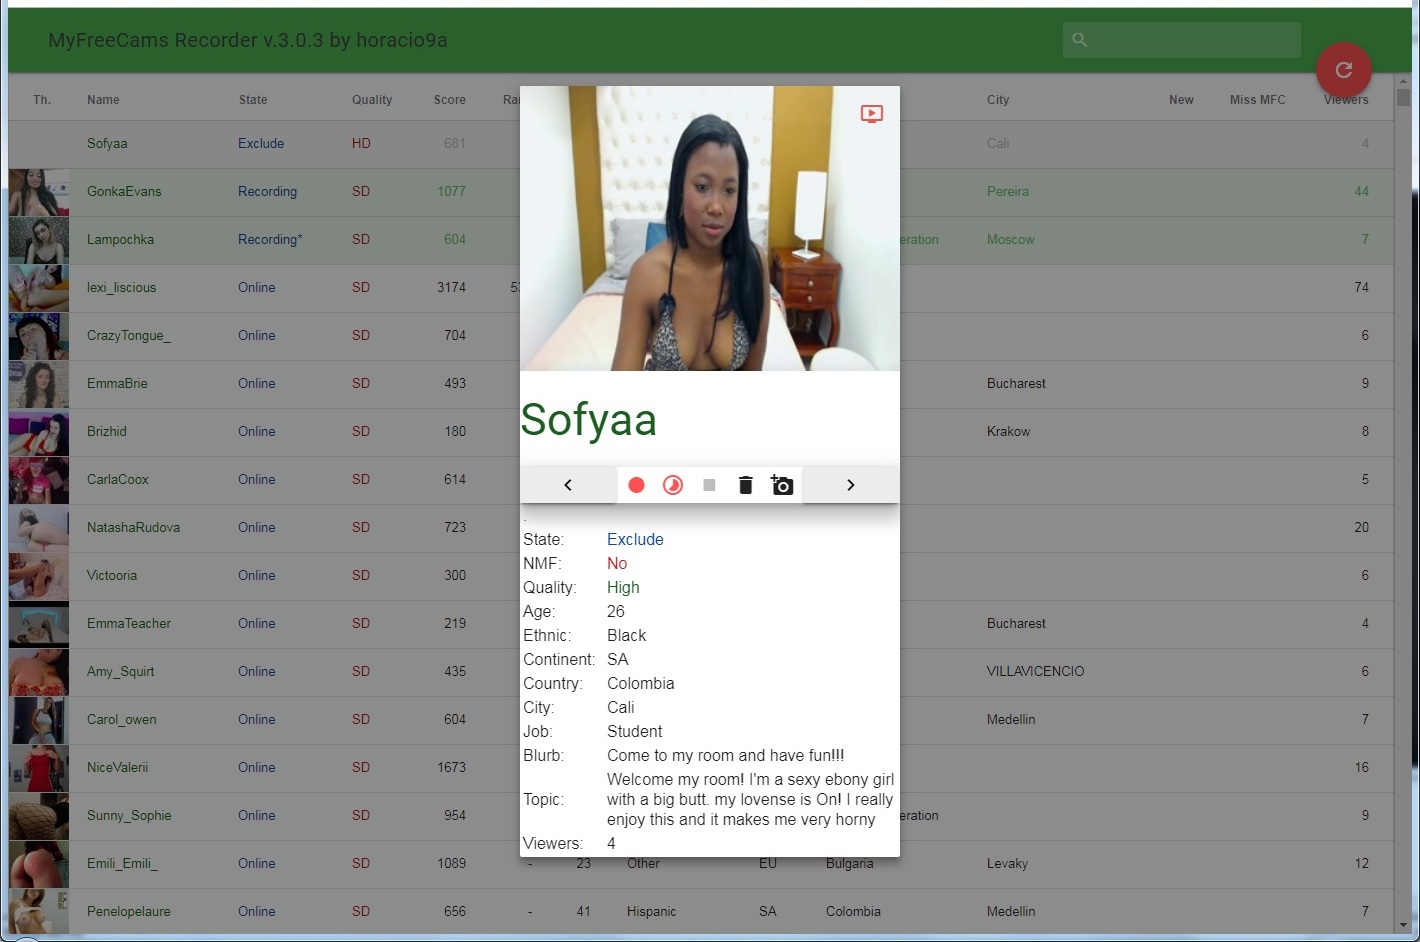 MyFreeCams Recorder v.3.0.3 by horacio9a
Th. Name State Quality Score Ra City New Miss MFC Viewers
Sofyaa Exclude HD 681 Cali 4
GonkaEvans Recording SD 1077 Pereira 44
Lampochka Recording* SD 604 eration Moscow 7
lexi_liscious Online SD 3174 74
CrazyTongue_ Online SD 704 6
EmmaBrie Online SD 493 Bucharest 9
Brizhid Online SD 180 Krakow 8
CarlaCoox Online SD 614 5
NatashaRudova Online SD 723 20
Victooria Online SD 300 6
EmmaTeacher Online SD 219 Bucharest 4
Amy_Squirt Online SD 435 VILLAVICENCIO 6
Carol_owen Online SD 604 Medellin 7
NiceValerii Online SD 1673 16
Sunny_Sophie Online SD 954 eration 9
Emili_Emili_ Online SD 1089 - 23 Other EU Bulgaria Levaky 12
Penelopelaure Online SD 656 - 41 Hispanic SA Colombia Medellin 7
Sofyaa
.
State: Exclude
NMF: No
Quality: High
Age: 26
Ethnic: Black
Continent: SA
Country: Colombia
City: Cali
Job: Student
Blurb: Come to my room and have fun!!!
Topic: Welcome my room! I'm a sexy ebony girl
with a big butt. my lovense is On! I really
enjoy this and it makes me very horny
Viewers: 4